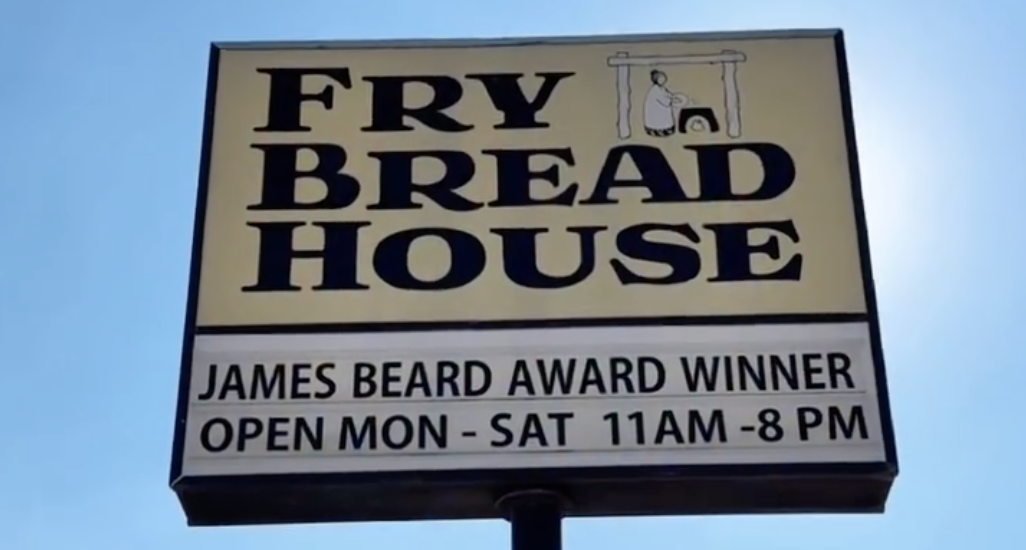 FRY
BREAD
HOUSE
JAMES BEARD AWARD WINNER
OPEN MON - SAT 11AM -8 PM